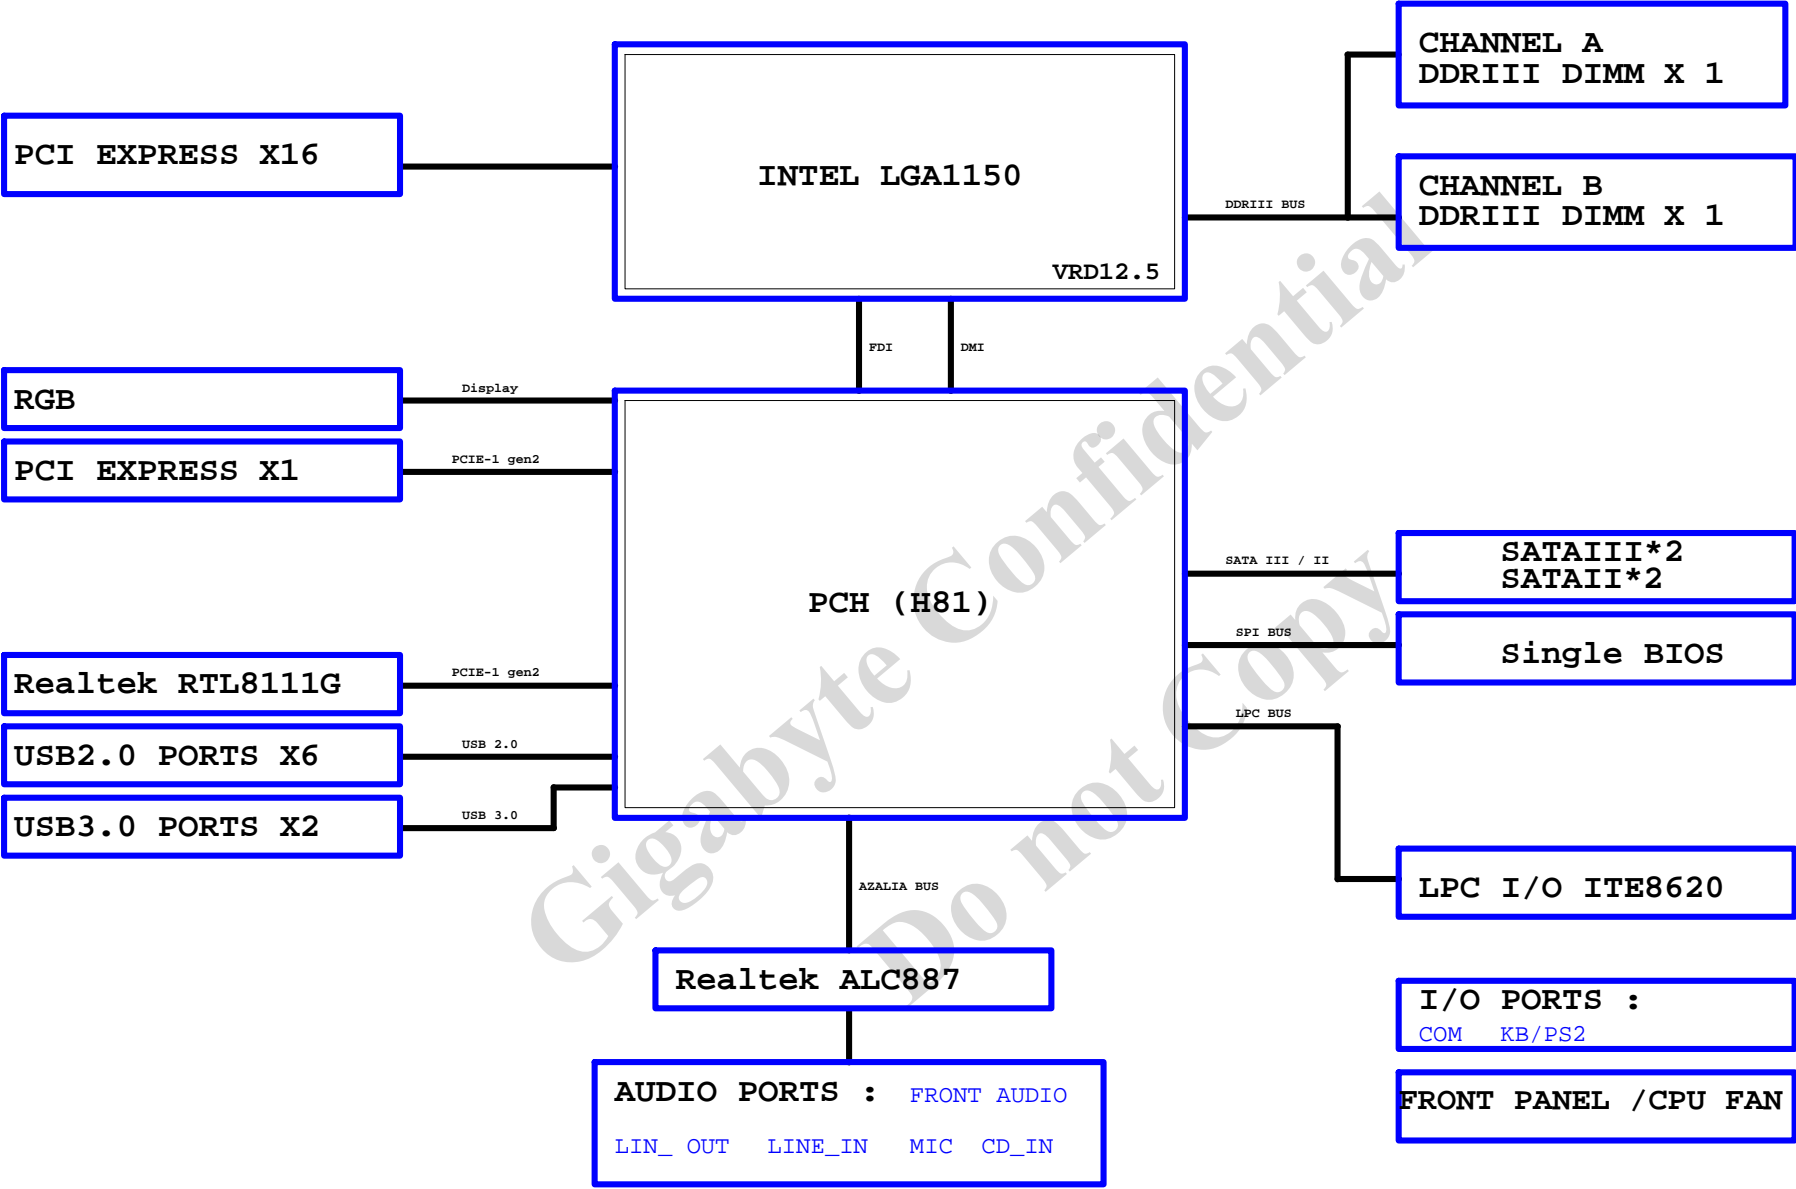 CHANNEL A
DDRIII DIMM X 1
PCI EXPRESS X16
INTEL LGA1150
VRD12.5
DDRIII BUS
CHANNEL B
DDRIII DIMM X 1
FDI
DMI
RGB
Display
PCI EXPRESS X1
PCIE-1 gen2
PCH (H81)
SATA III / II
SATAIII*2
SATAII*2
SPI BUS
Single BIOS
Realtek RTL8111G
PCIE-1 gen2
LPC BUS
USB2.0 PORTS X6
USB 2.0
USB3.0 PORTS X2
USB 3.0
LPC I/O ITE8620
AZALIA BUS
Realtek ALC887
I/O PORTS :
COM KB/PS2
AUDIO PORTS : FRONT AUDIO
LIN_ OUT LINE_IN MIC CD_IN
FRONT PANEL /CPU FAN
Gigabyte Confidential
Do not Copy